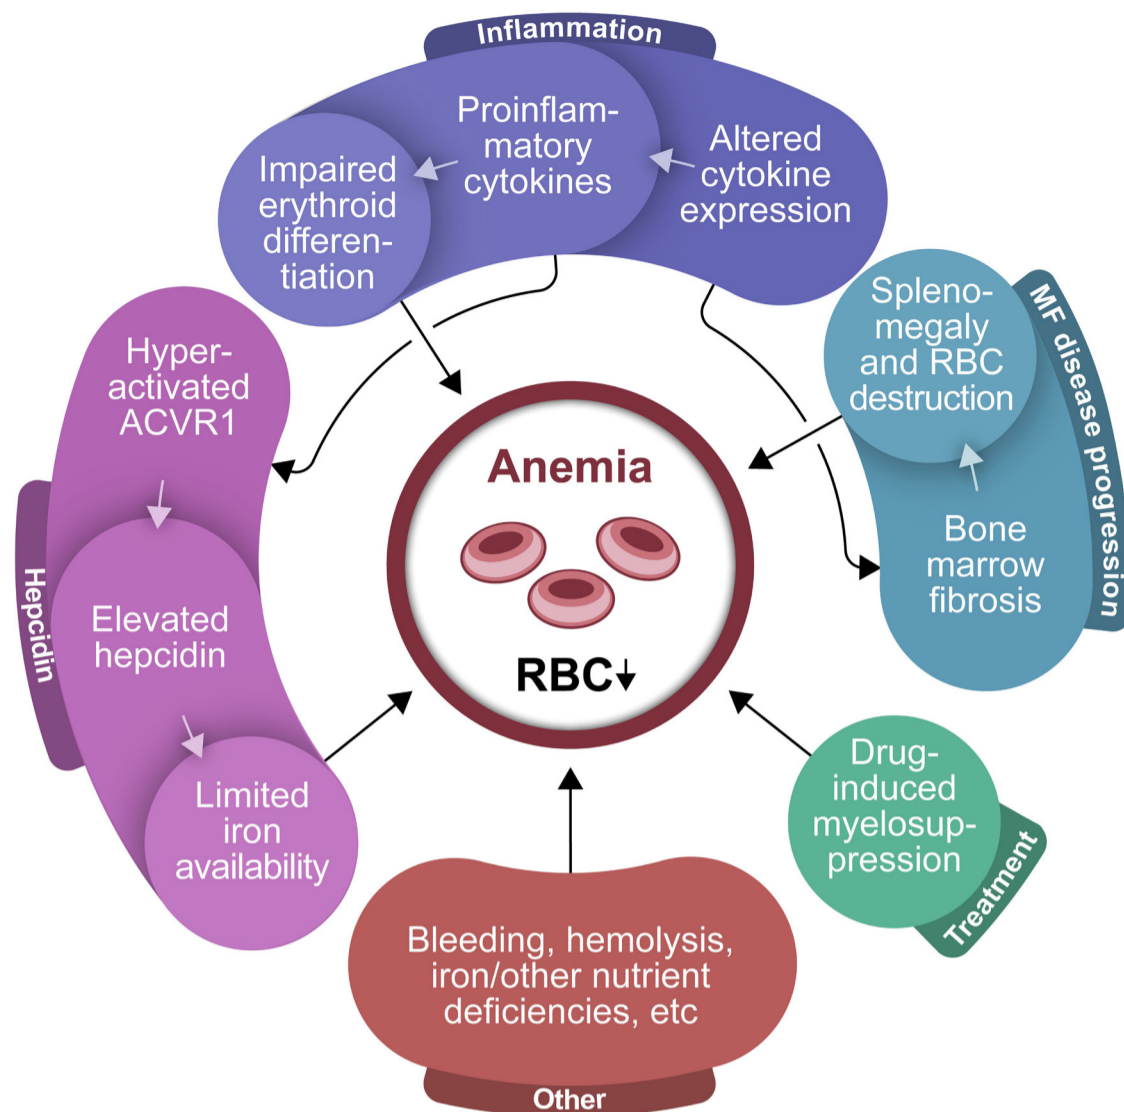 Inflammation
Proinflam-
matory
cytokines
Altered
cytokine
expression
Impaired
erythroid
differen-
tiation
Spleno-
megaly
and RBC
destruction
MF disease progression
Bone
marrow
fibrosis
Hyper-
activated
ACVR1
Hepcidin
Elevated
hepcidin
Limited
iron
availability
Anemia
RBC↓
Drug-
induced
myelosup-
pression
Treatment
Bleeding, hemolysis,
iron/other nutrient
deficiencies, etc
Other